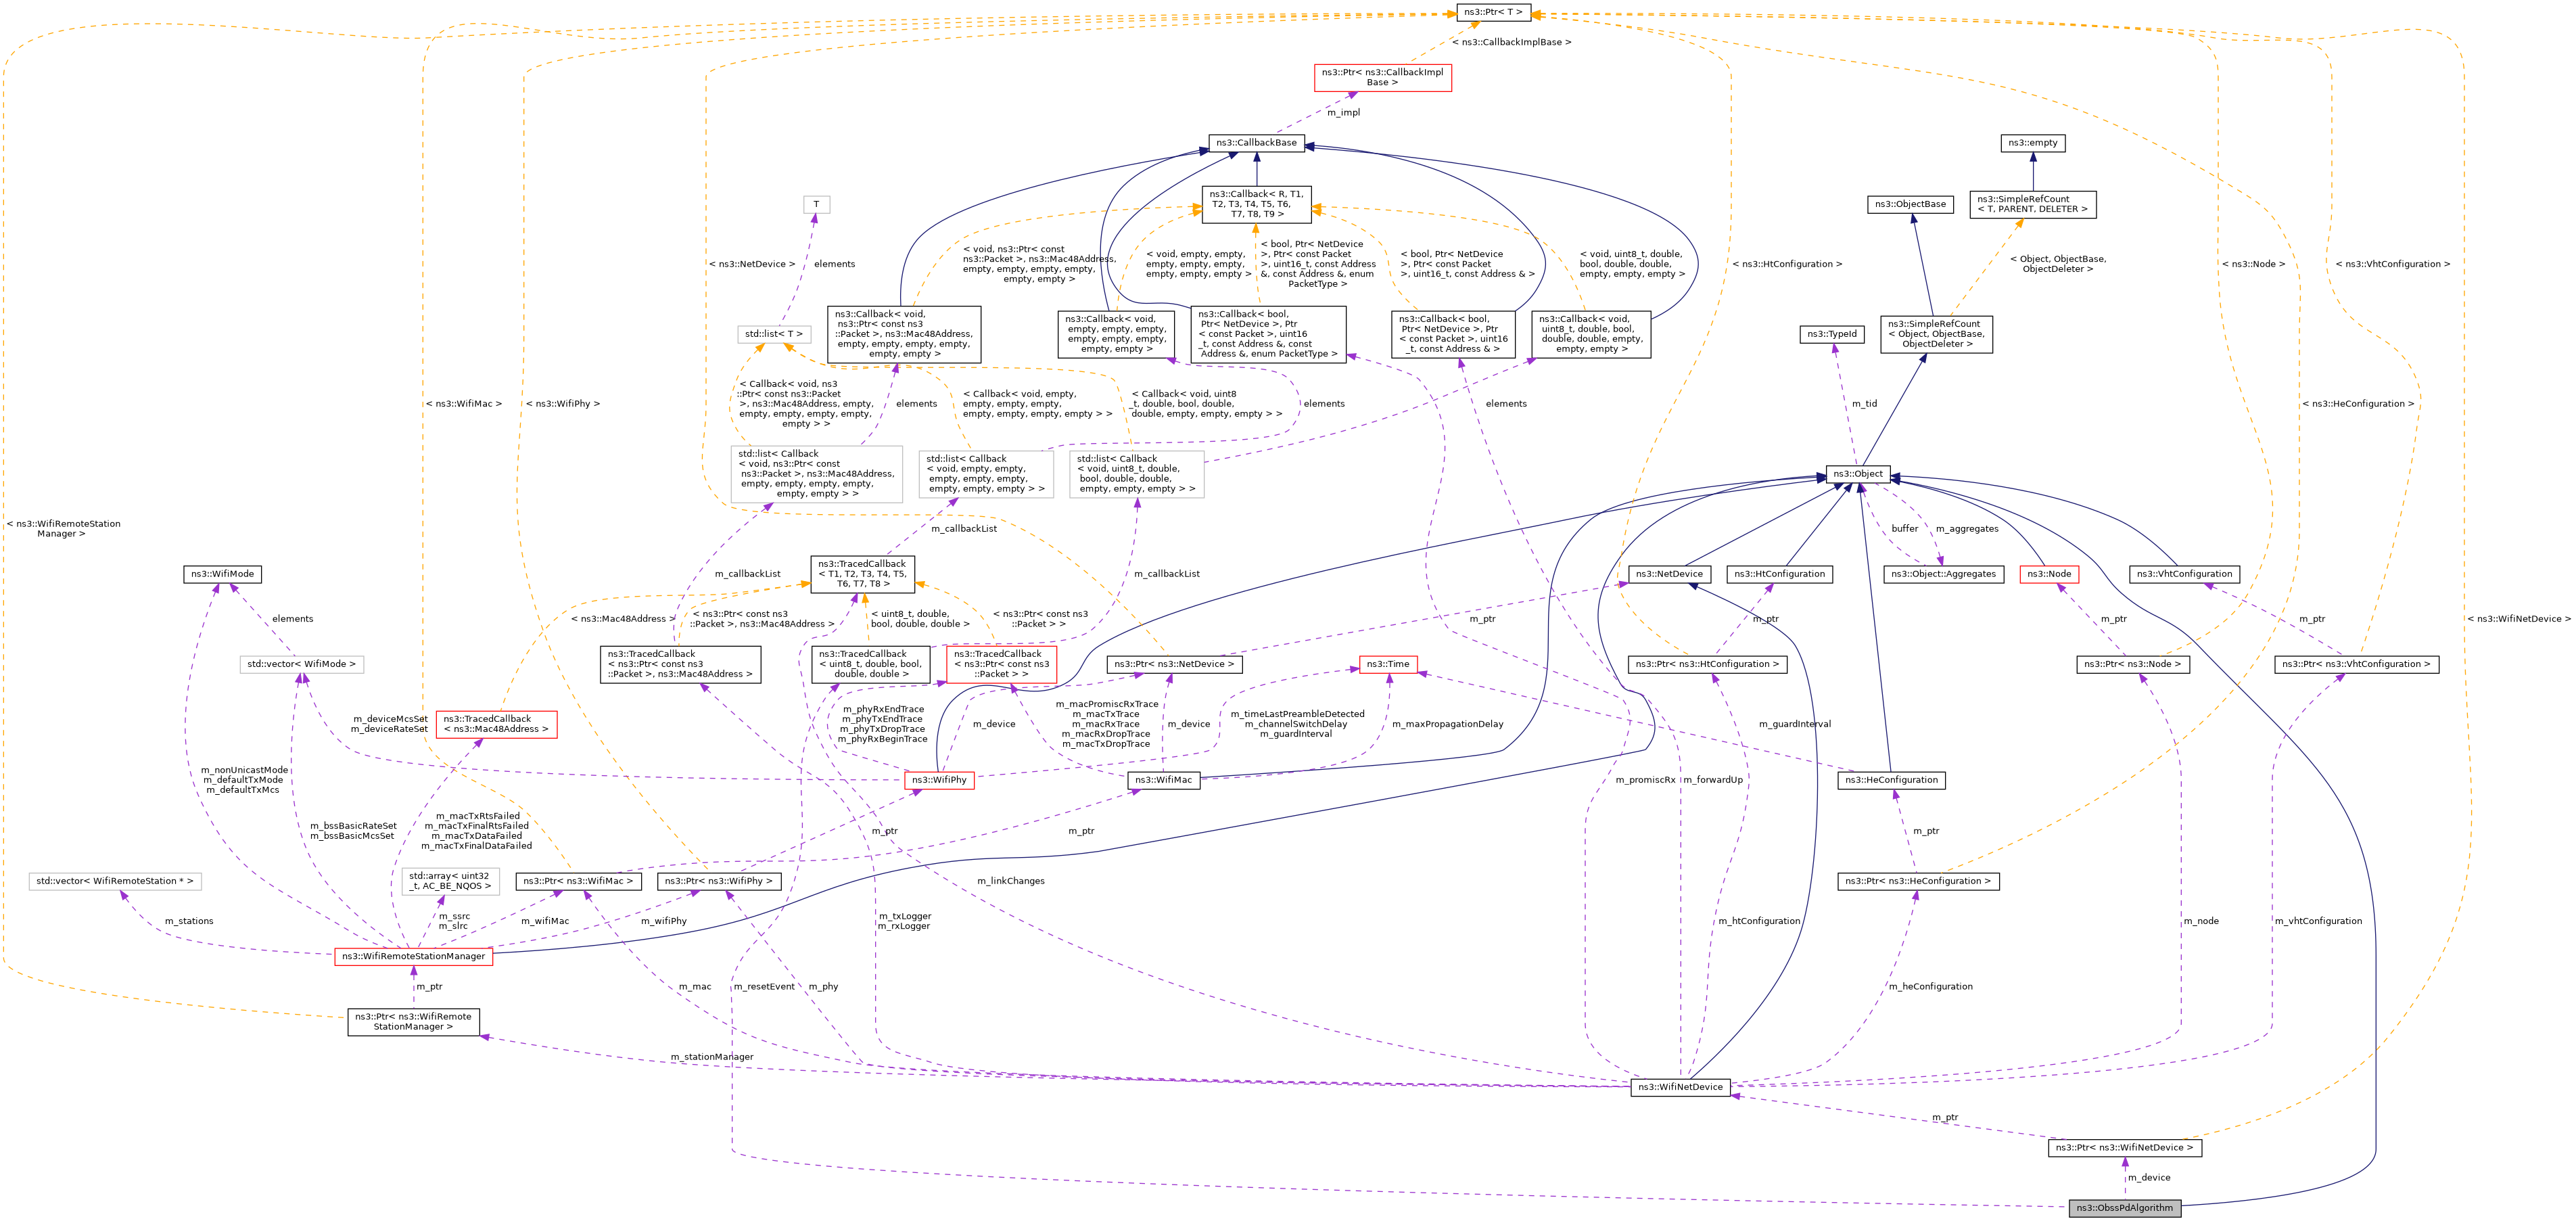 ns3::Ptr< T >
< ns3::CallbackImplBase >
ns3::Ptr< ns3::CallbackImpl
Base >
m_impl
ns3::CallbackBase
ns3::empty
ns3::Callback< R, T1,
T2, T3, T4, T5, T6,
T7, T8, T9 >
T
ns3::ObjectBase
ns3::SimpleRefCount
< T, PARENT, DELETER >
< ns3::NetDevice >
elements
< void, ns3::Ptr< const
ns3::Packet >, ns3::Mac48Address,
empty, empty, empty, empty,
empty, empty >
< void, empty, empty,
empty, empty, empty,
empty, empty, empty >
< bool, Ptr< NetDevice
>, Ptr< const Packet
>, uint16_t, const Address
&, const Address &, enum
PacketType >
< bool, Ptr< NetDevice
>, Ptr< const Packet
>, uint16_t, const Address & >
< void, uint8_t, double,
bool, double, double,
empty, empty, empty >
< ns3::HtConfiguration >
< Object, ObjectBase,
ObjectDeleter >
< ns3::Node >
< ns3::VhtConfiguration >
std::list< T >
ns3::Callback< void,
ns3::Ptr< const ns3
::Packet >, ns3::Mac48Address,
empty, empty, empty, empty,
empty, empty >
ns3::Callback< void,
empty, empty, empty,
empty, empty, empty,
empty, empty >
ns3::Callback< bool,
Ptr< NetDevice >, Ptr
< const Packet >, uint16
_t, const Address &, const
Address &, enum PacketType >
ns3::Callback< bool,
Ptr< NetDevice >, Ptr
< const Packet >, uint16
_t, const Address & >
ns3::Callback< void,
uint8_t, double, bool,
double, double, empty,
empty, empty >
ns3::TypeId
ns3::SimpleRefCount
< Object, ObjectBase,
ObjectDeleter >
< ns3::WifiMac >
< ns3::WifiPhy >
< Callback< void, ns3
::Ptr< const ns3::Packet
>, ns3::Mac48Address, empty,
empty, empty, empty, empty,
empty > >
elements
< Callback< void, empty,
empty, empty, empty,
empty, empty, empty, empty > >
< Callback< void, uint8
_t, double, bool, double,
double, empty, empty, empty > >
elements
elements
m_tid
< ns3::HeConfiguration >
std::list< Callback
< void, ns3::Ptr< const
ns3::Packet >, ns3::Mac48Address,
empty, empty, empty, empty,
empty, empty > >
std::list< Callback
< void, empty, empty,
empty, empty, empty,
empty, empty, empty > >
std::list< Callback
< void, uint8_t, double,
bool, double, double,
empty, empty, empty > >
ns3::Object
< ns3::WifiRemoteStation
Manager >
m_callbackList
buffer
m_aggregates
ns3::WifiMode
m_callbackList
ns3::TracedCallback
< T1, T2, T3, T4, T5,
T6, T7, T8 >
m_callbackList
ns3::NetDevice
ns3::HtConfiguration
ns3::Object::Aggregates
ns3::Node
ns3::VhtConfiguration
elements
< ns3::Mac48Address >
< ns3::Ptr< const ns3
::Packet >, ns3::Mac48Address >
< uint8_t, double,
bool, double, double >
< ns3::Ptr< const ns3
::Packet > >
m_ptr
m_ptr
m_ptr
m_ptr
< ns3::WifiNetDevice >
std::vector< WifiMode >
ns3::TracedCallback
< ns3::Ptr< const ns3
::Packet >, ns3::Mac48Address >
ns3::TracedCallback
< uint8_t, double, bool,
double, double >
ns3::TracedCallback
< ns3::Ptr< const ns3
::Packet > >
ns3::Ptr< ns3::NetDevice >
ns3::Time
ns3::Ptr< ns3::HtConfiguration >
ns3::Ptr< ns3::Node >
ns3::Ptr< ns3::VhtConfiguration >
m_deviceMcsSet
m_deviceRateSet
ns3::TracedCallback
< ns3::Mac48Address >
m_phyRxEndTrace
m_phyTxEndTrace
m_phyTxDropTrace
m_phyRxBeginTrace
m_device
m_macPromiscRxTrace
m_macTxTrace
m_macRxTrace
m_macRxDropTrace
m_macTxDropTrace
m_device
m_timeLastPreambleDetected
m_channelSwitchDelay
m_guardInterval
m_maxPropagationDelay
m_guardInterval
m_nonUnicastMode
m_defaultTxMode
m_defaultTxMcs
ns3::WifiPhy
ns3::WifiMac
m_promiscRx
m_forwardUp
ns3::HeConfiguration
m_bssBasicRateSet
m_bssBasicMcsSet
m_macTxRtsFailed
m_macTxFinalRtsFailed
m_macTxDataFailed
m_macTxFinalDataFailed
m_ptr
m_ptr
m_ptr
std::vector< WifiRemoteStation * >
std::array< uint32
_t, AC_BE_NQOS >
ns3::Ptr< ns3::WifiMac >
ns3::Ptr< ns3::WifiPhy >
m_linkChanges
ns3::Ptr< ns3::HeConfiguration >
m_stations
m_ssrc
m_slrc
m_wifiMac
m_wifiPhy
m_txLogger
m_rxLogger
m_htConfiguration
m_node
m_vhtConfiguration
ns3::WifiRemoteStationManager
m_ptr
m_mac
m_resetEvent
m_phy
m_heConfiguration
ns3::Ptr< ns3::WifiRemote
StationManager >
m_stationManager
ns3::WifiNetDevice
m_ptr
ns3::Ptr< ns3::WifiNetDevice >
m_device
ns3::ObssPdAlgorithm